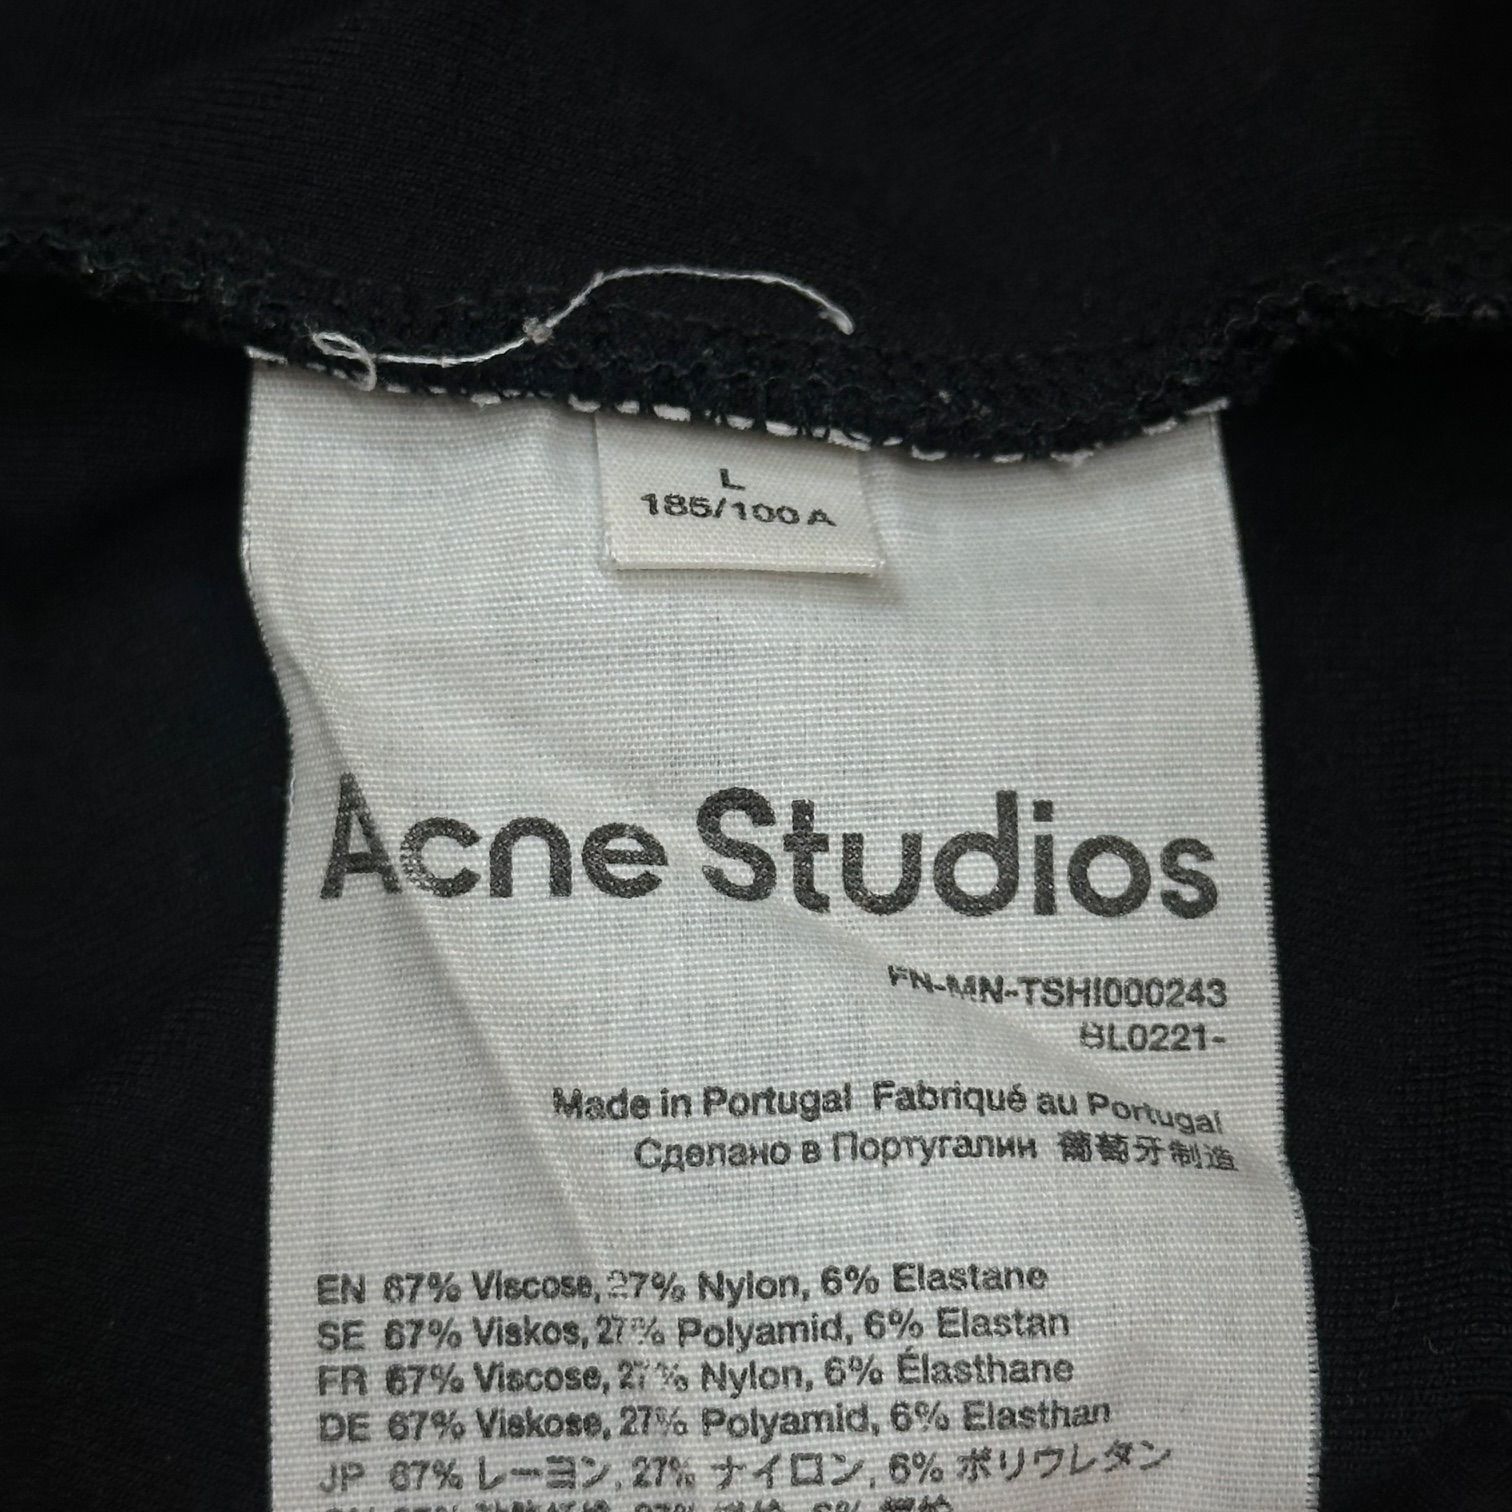 L
185/100A
Acne Studios
FN-MN-TSHI000243
BL0221-
Made in Portugal Fabriqué au Portugal
Сделано в Португалии 葡萄牙制造
EN 67% Viscose, 27% Nylon, 6% Elastane
SE 67% Viskos, 27% Polyamid, 6% Elastan
FR 67% Viscose, 27% Nylon, 6% Élasthane
DE 67% Viskose, 27% Polyamid, 6% Elasthan
JP 67% レーヨン, 27% ナイロン, 6% ポリウレタン